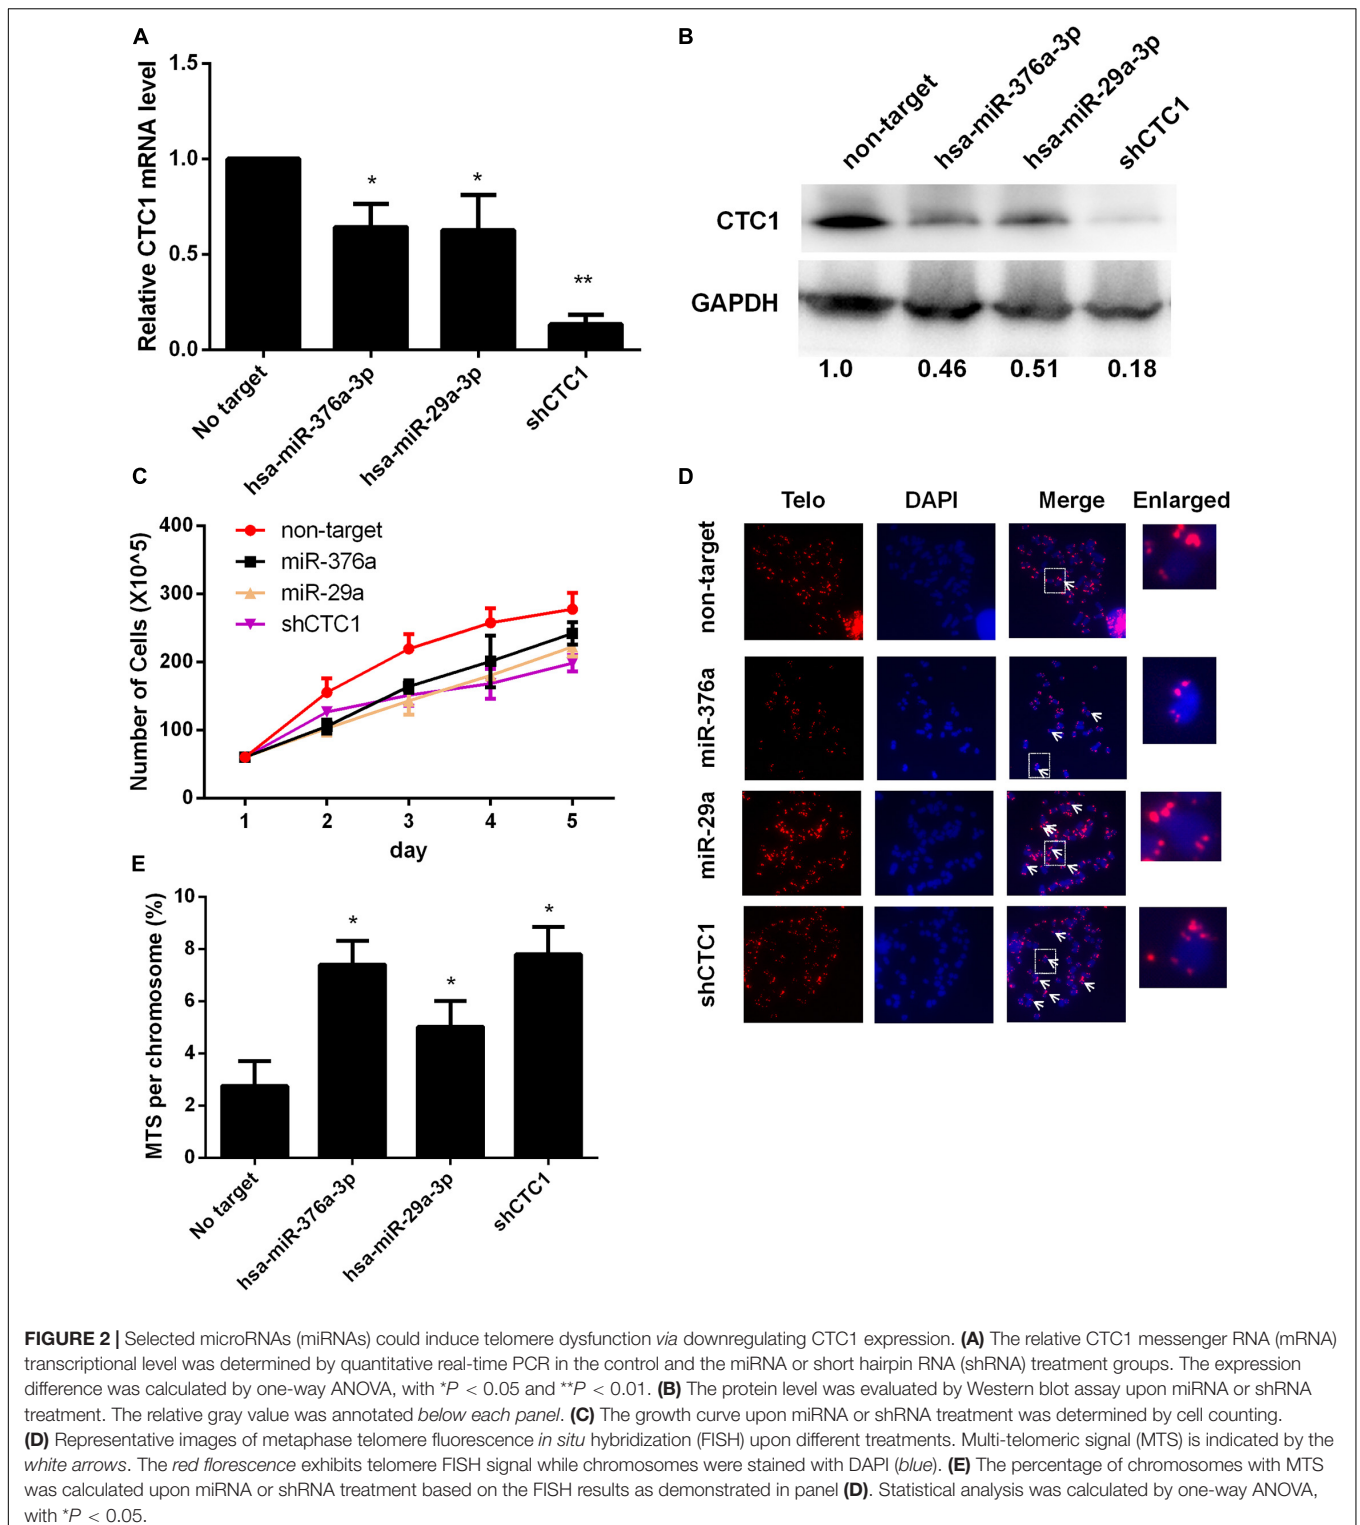 A
1.5
1.0
0.5
0.0
Relative CTC1 mRNA level
*
*
**
No target
hsa-miR-376a-3p
hsa-miR-29a-3p
shCTC1
B
non-target
hsa-miR-376a-3p
hsa-miR-29a-3p
shCTC1
CTC1
GAPDH
1.0 0.46 0.51 0.18
C
400
300
200
100
0
Number of Cells (X10^5)
non-target
miR-376a
miR-29a
shCTC1
1 2 3 4 5
day
D
Telo DAPI Merge Enlarged
non-target
miR-376a
miR-29a
shCTC1
E
10
8
6
4
2
0
MTS per chromosome (%)
*
*
*
No target
hsa-miR-376a-3p
hsa-miR-29a-3p
shCTC1
FIGURE 2 | Selected microRNAs (miRNAs) could induce telomere dysfunction via downregulating CTC1 expression. (A) The relative CTC1 messenger RNA (mRNA)
transcriptional level was determined by quantitative real-time PCR in the control and the miRNA or short hairpin RNA (shRNA) treatment groups. The expression
difference was calculated by one-way ANOVA, with *P < 0.05 and **P < 0.01. (B) The protein level was evaluated by Western blot assay upon miRNA or shRNA
treatment. The relative gray value was annotated below each panel. (C) The growth curve upon miRNA or shRNA treatment was determined by cell counting.
(D) Representative images of metaphase telomere fluorescence in situ hybridization (FISH) upon different treatments. Multi-telomeric signal (MTS) is indicated by the
white arrows. The red florescence exhibits telomere FISH signal while chromosomes were stained with DAPI (blue). (E) The percentage of chromosomes with MTS
was calculated upon miRNA or shRNA treatment based on the FISH results as demonstrated in panel (D). Statistical analysis was calculated by one-way ANOVA,
with *P < 0.05.